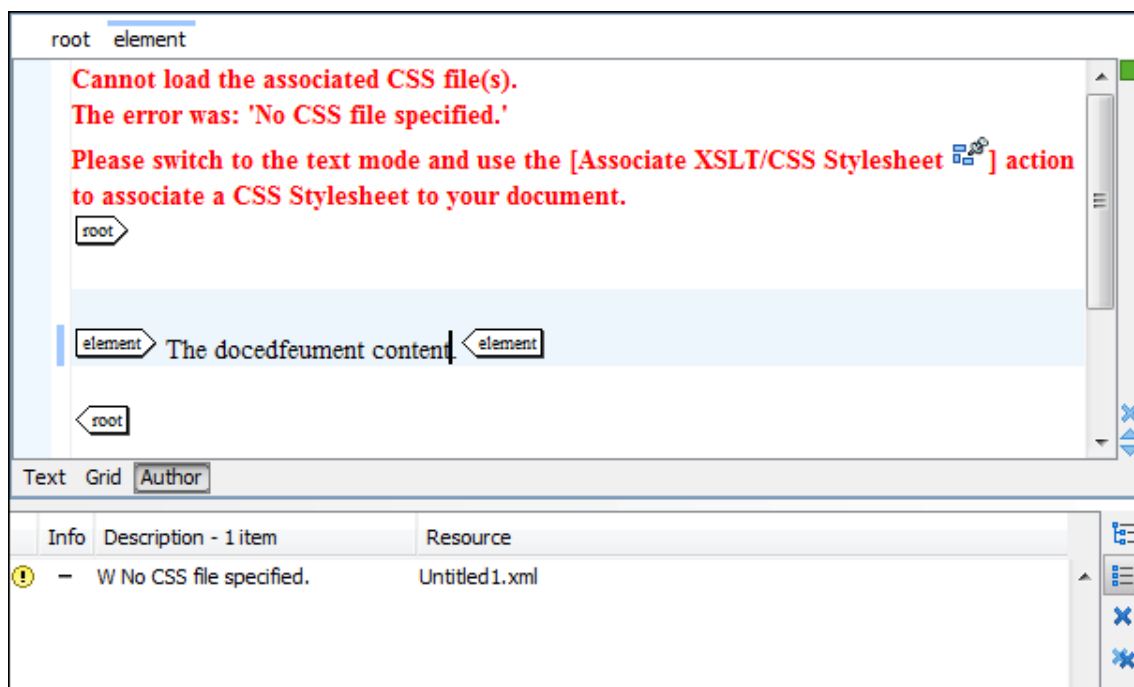 root element
Cannot load the associated CSS file(s).
The error was: 'No CSS file specified.'
Please switch to the text mode and use the [Associate XSLT/CSS Stylesheet ] action
to associate a CSS Stylesheet to your document.
root
element The docedfeument content. element
root
Text Grid Author
Info Description - 1 item Resource
W No CSS file specified. Untitled1.xml